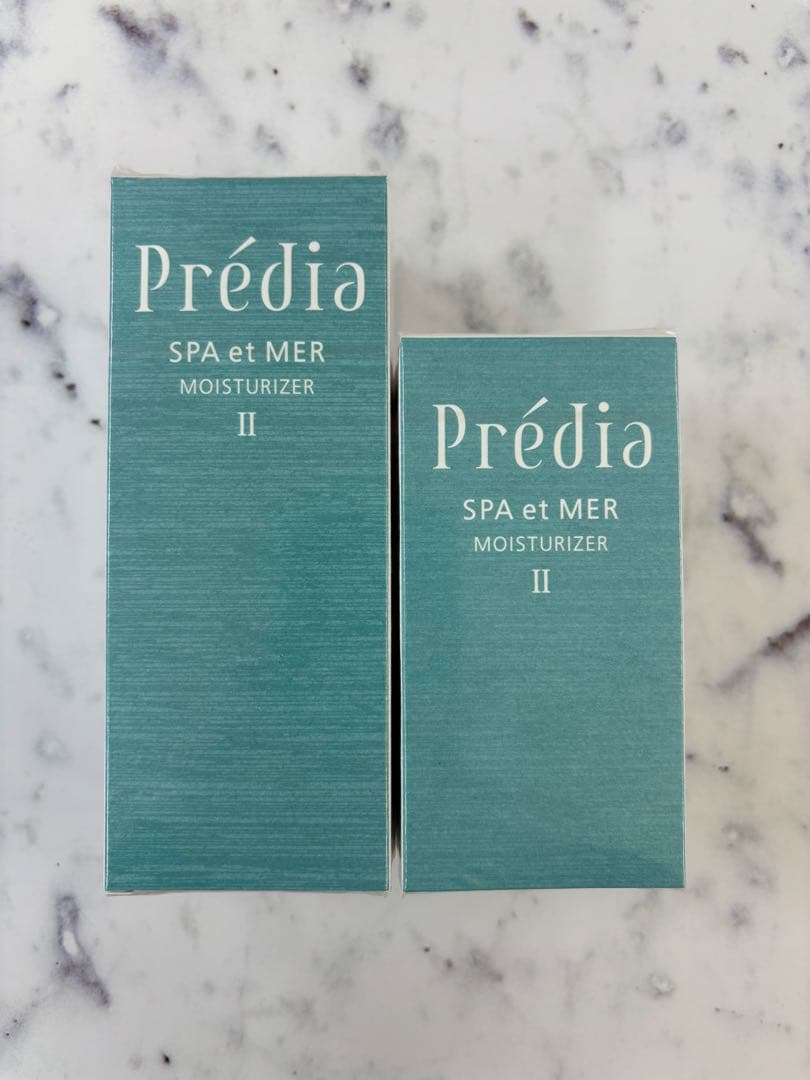 Prédia
SPA et MER
MOISTURIZER
II
Prédia
SPA et MER
MOISTURIZER
II